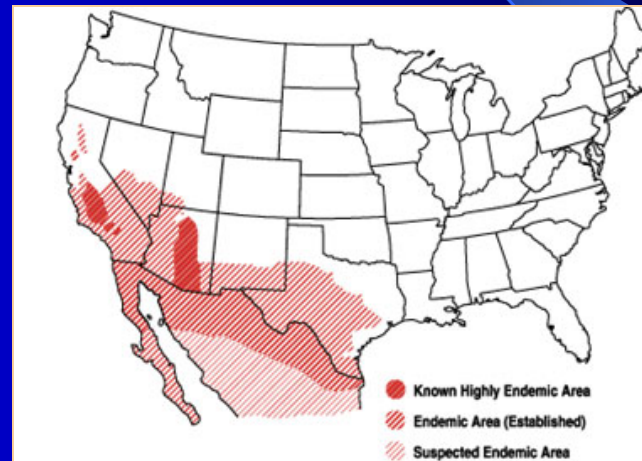 Known Highly Endemic Area
Endemic Area (Established)
Suspected Endemic Area